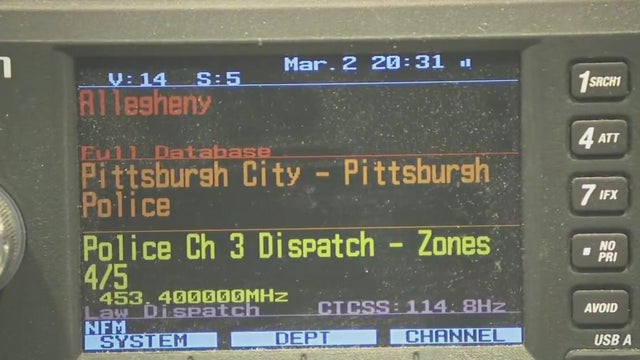 Mar. 2 20:31
V:14 S:5
Allegheny
Full Database
Pittsburgh City - Pittsburgh
Police
Police Ch 3 Dispatch - Zones
4/5
453.400000MHz
Law Dispatch CTCSS:114.8Hz
NFM
SYSTEM DEPT CHANNEL
1 SRCH1
4 ATT
7 IFX
. NO PRI
AVOID
USB A